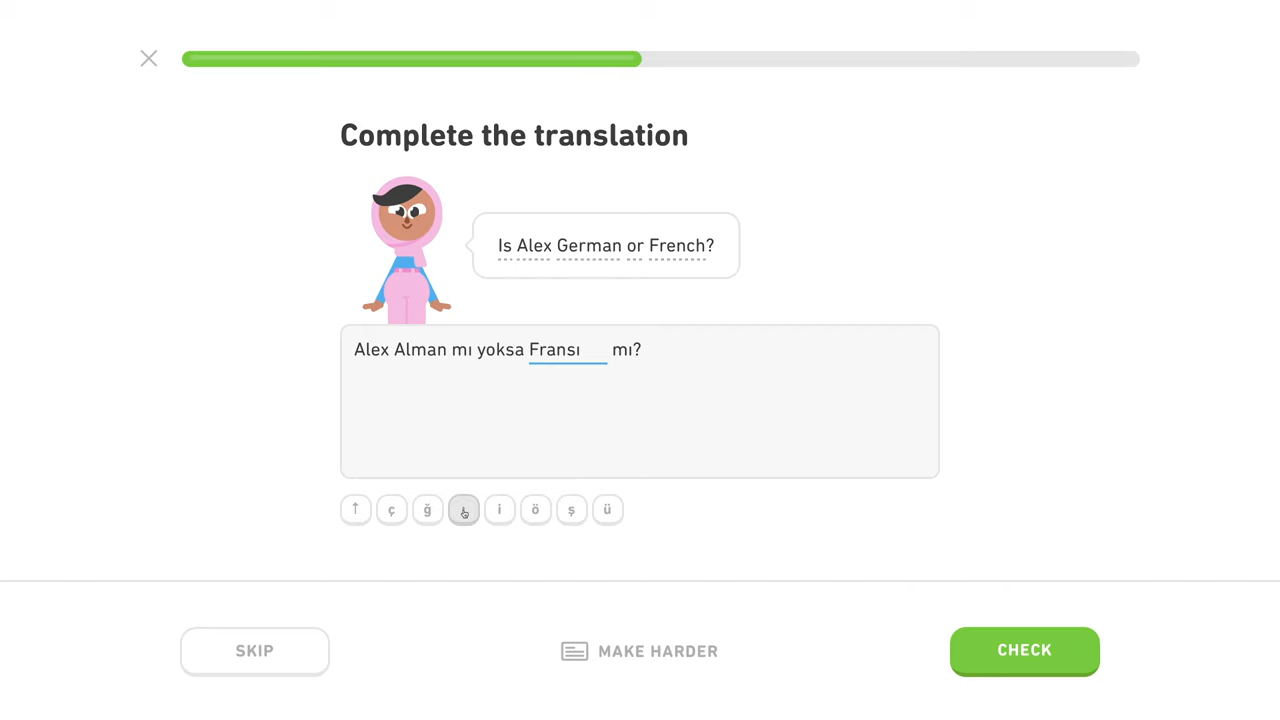 Complete the translation
Is Alex German or French?
Alex Alman mı yoksa Fransı mı?
↑ ç ğ ı i ö ş ü
SKIP
MAKE HARDER
CHECK